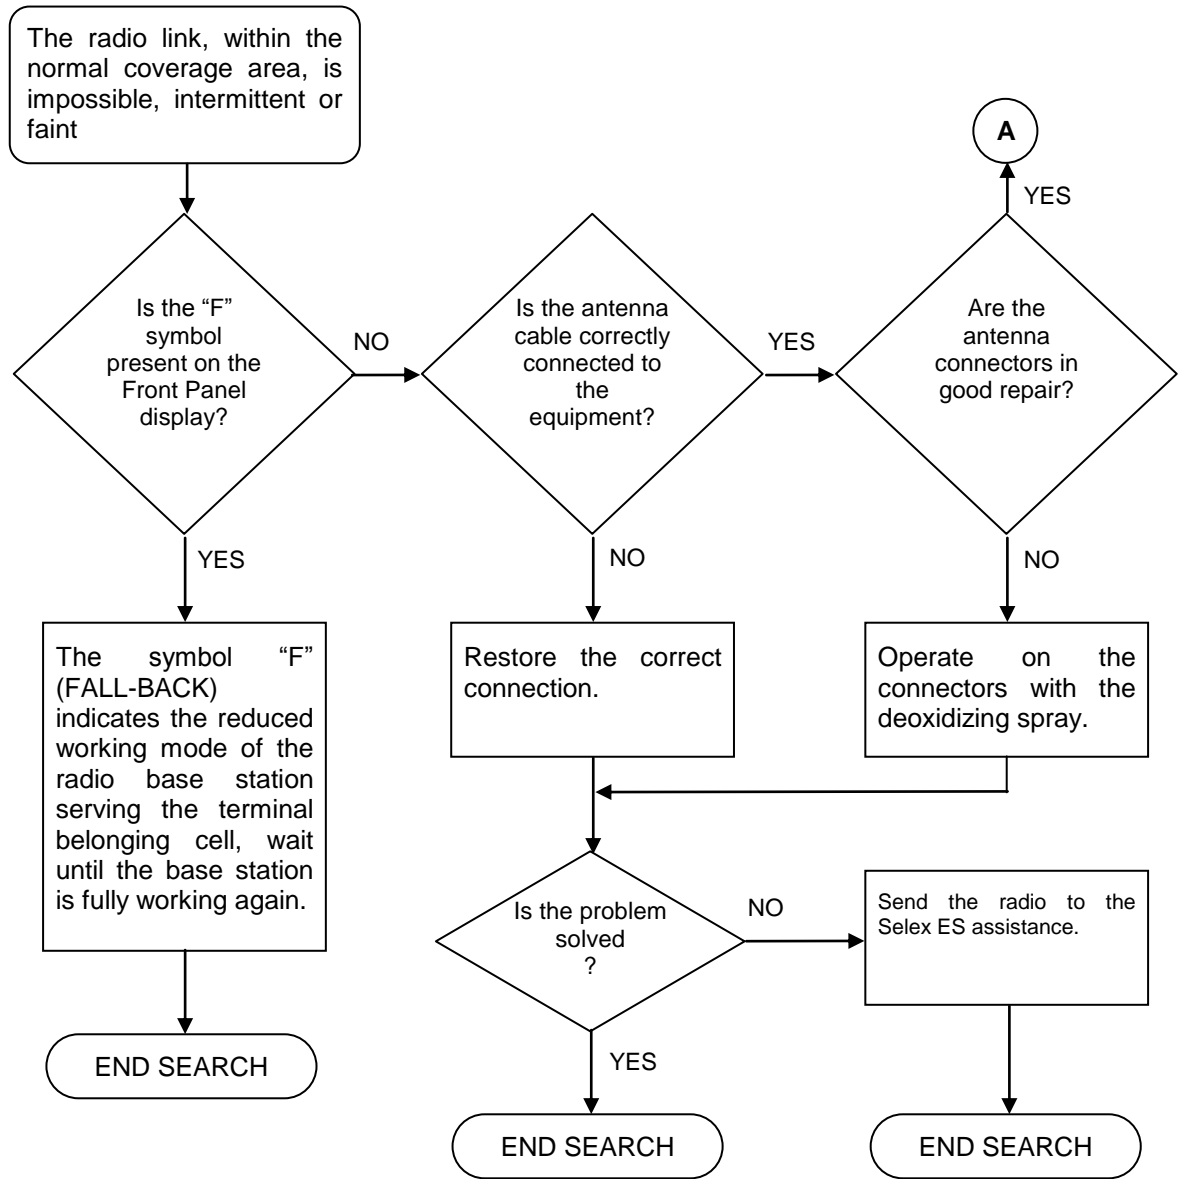 The radio link, within the
normal coverage area, is
impossible, intermittent or
faint
A
YES
Is the “F”
symbol
present on the
Front Panel
display?
NO
Is the antenna
cable correctly
connected to
the
equipment?
YES
Are the
antenna
connectors in
good repair?
YES
NO
NO
The symbol “F”
(FALL-BACK)
indicates the reduced
working mode of the
radio base station
serving the terminal
belonging cell, wait
until the base station
is fully working again.
Restore the correct
connection.
Operate on the
connectors with the
deoxidizing spray.
Is the problem
solved
?
NO
Send the radio to the
Selex ES assistance.
END SEARCH
YES
END SEARCH
END SEARCH